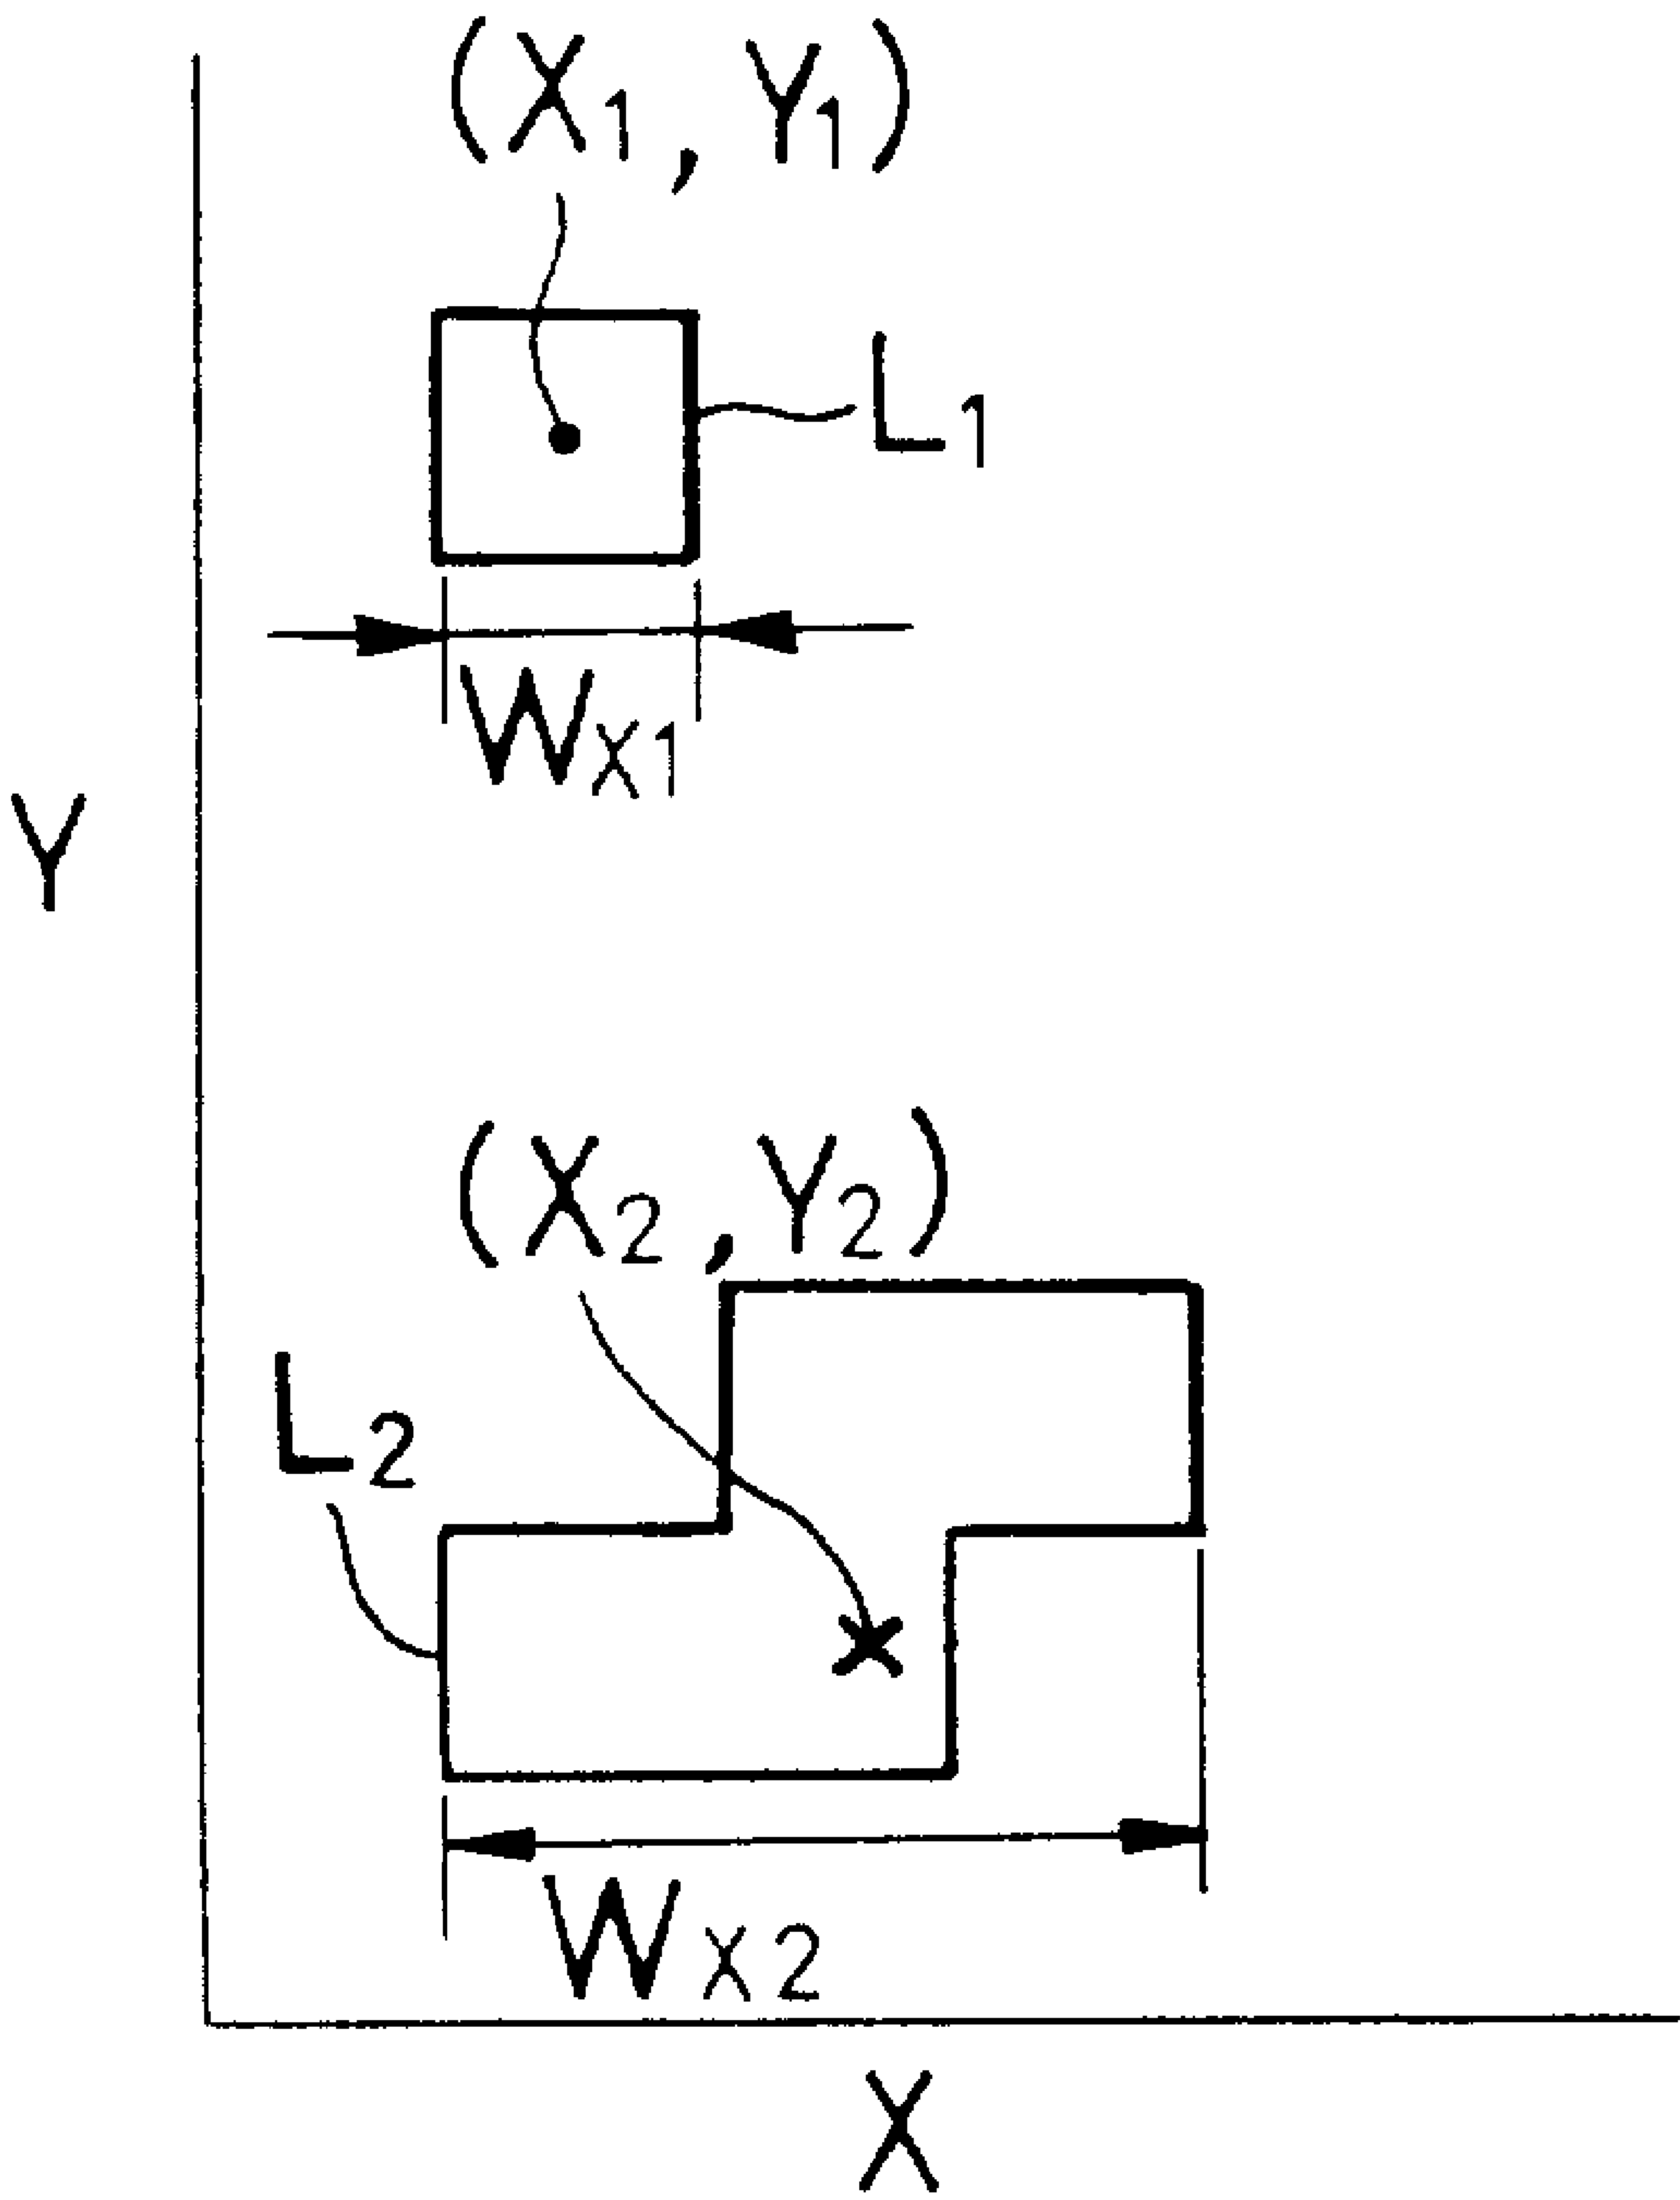 (X₁, Y₁)
L₁
Wₓ₁
Y
(X₂, Y₂)
L₂
Wₓ₂
X